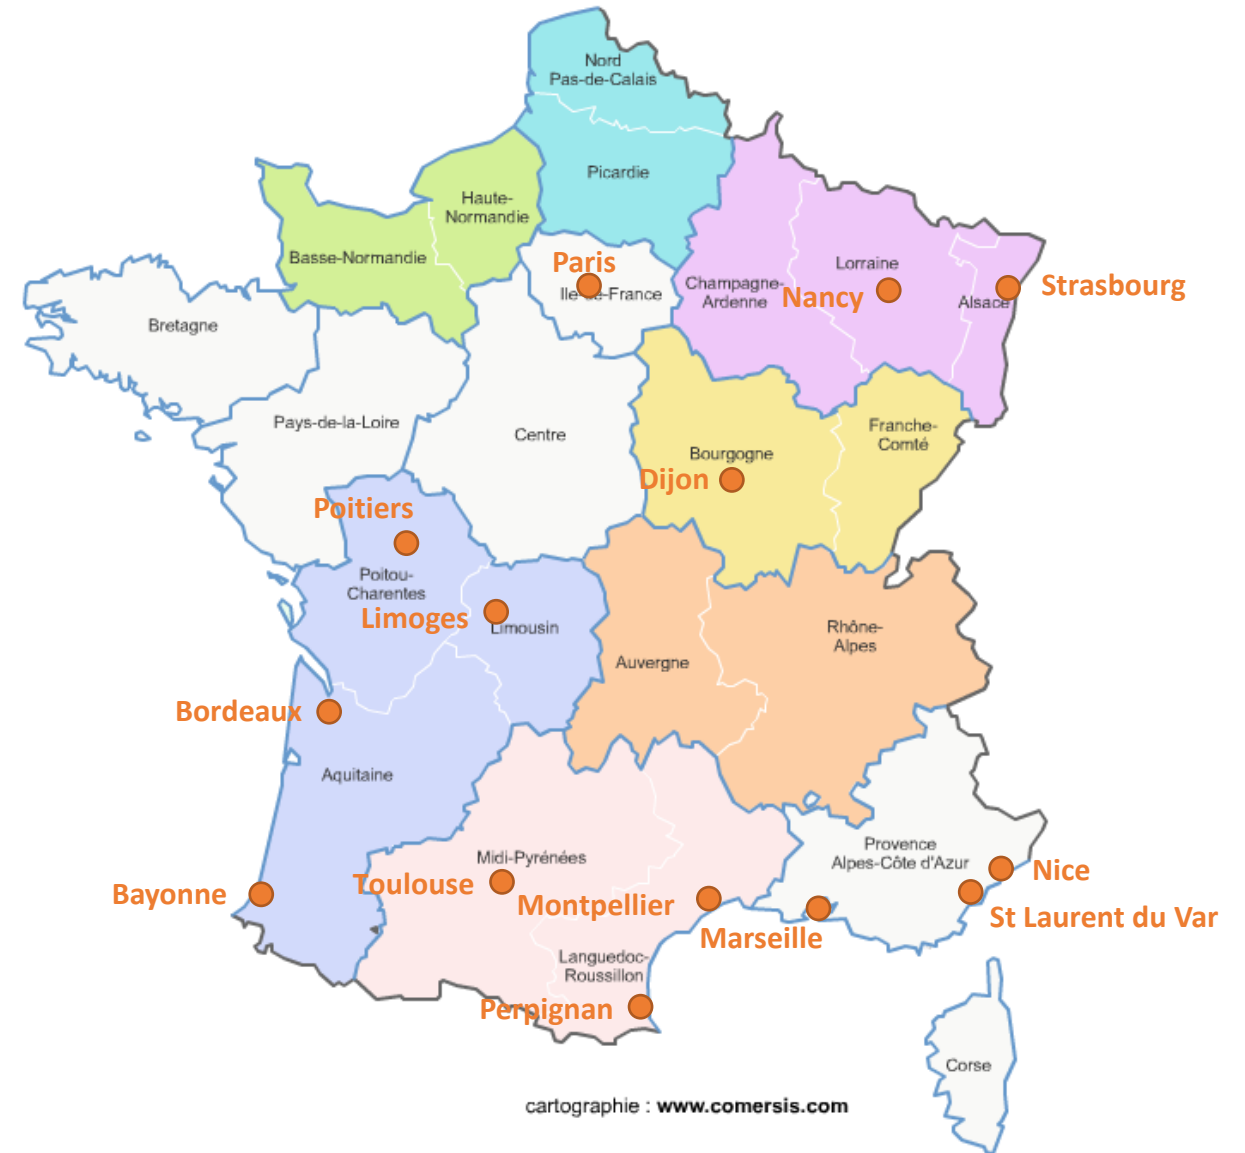 Nord
Pas-de-Calais
Picardie
Haute-
Normandie
Basse-Normandie
Paris
Ile-de-France
Lorraine
Champagne-
Ardenne
Nancy
Alsace
Strasbourg
Bretagne
Pays-de-la-Loire
Centre
Franche-
Comté
Bourgogne
Dijon
Poitiers
Poitou-
Charentes
Limoges
Limousin
Rhône-
Alpes
Auvergne
Bordeaux
Aquitaine
Provence
Alpes-Côte d'Azur
Midi-Pyrénées
Nice
Toulouse
Bayonne
Montpellier
St Laurent du Var
Marseille
Languedoc-
Roussillon
Perpignan
Corse
cartographie : www.comersis.com